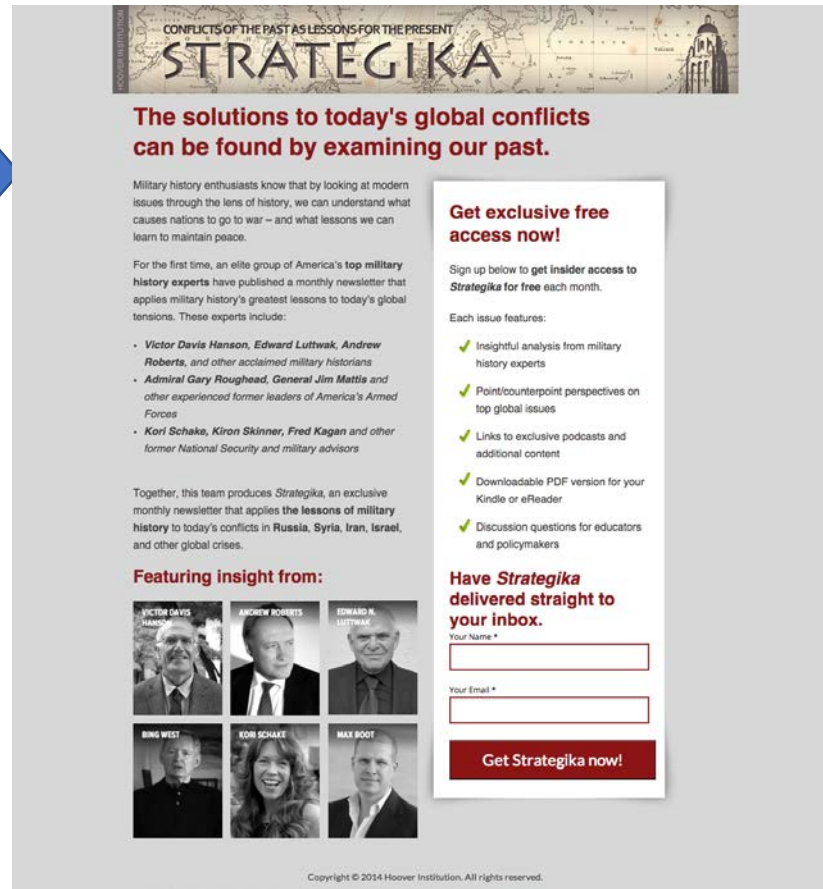 HOOVER INSTITUTION
CONFLICTS OF THE PAST AS LESSONS FOR THE PRESENT
STRATEGIKA
The solutions to today's global conflicts
can be found by examining our past.
Military history enthusiasts know that by looking at modern
issues through the lens of history, we can understand what
causes nations to go to war – and what lessons we can
learn to maintain peace.
For the first time, an elite group of America's top military
history experts have published a monthly newsletter that
applies military history's greatest lessons to today's global
tensions. These experts include:
• Victor Davis Hanson, Edward Luttwak, Andrew
Roberts, and other acclaimed military historians
• Admiral Gary Roughead, General Jim Mattis and
other experienced former leaders of America's Armed
Forces
• Kori Schake, Kiron Skinner, Fred Kagan and other
former National Security and military advisors
Together, this team produces Strategika, an exclusive
monthly newsletter that applies the lessons of military
history to today's conflicts in Russia, Syria, Iran, Israel,
and other global crises.
Featuring insight from:
VICTOR DAVIS
HANSON
ANDREW ROBERTS
EDWARD N.
LUTTWAK
BING WEST
KORI SCHAKE
MAX BOOT
Get exclusive free
access now!
Sign up below to get insider access to
Strategika for free each month.
Each issue features:
Insightful analysis from military
history experts
Point/counterpoint perspectives on
top global issues
Links to exclusive podcasts and
additional content
Downloadable PDF version for your
Kindle or eReader
Discussion questions for educators
and policymakers
Have Strategika
delivered straight to
your inbox.
Your Name *
Your Email *
Get Strategika now!
Copyright © 2014 Hoover Institution. All rights reserved.